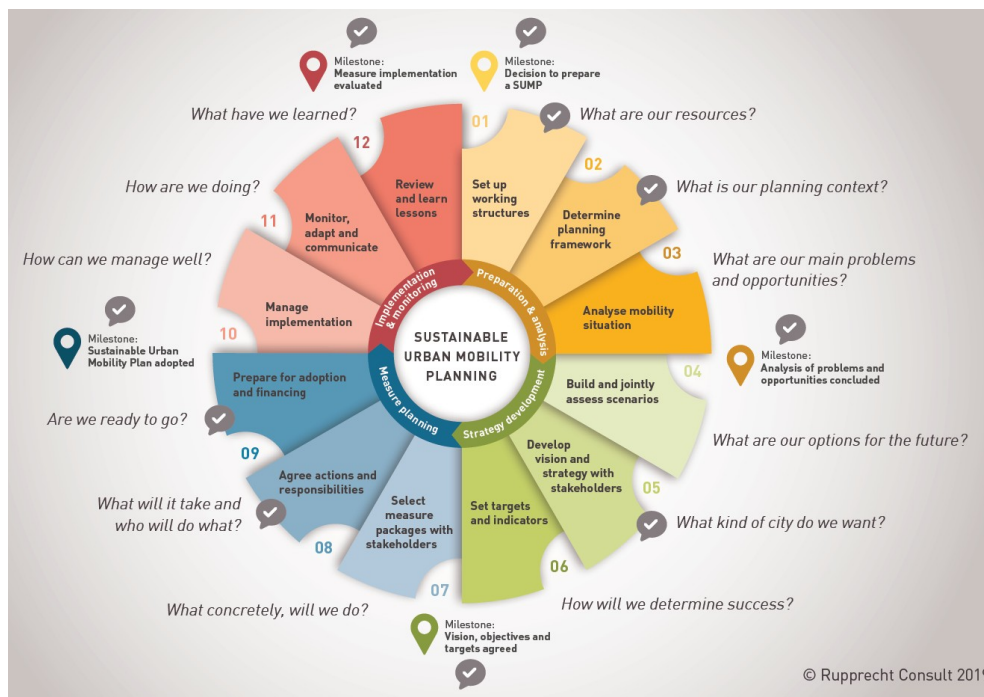 Milestone:
Measure implementation
evaluated
Milestone:
Decision to prepare
a SUMP
What have we learned?
What are our resources?
12
01
02
Review
and learn
lessons
Set up
working
structures
How are we doing?
What is our planning context?
11
Monitor,
adapt and
communicate
Determine
planning
framework
03
How can we manage well?
What are our main problems
and opportunities?
Manage
implementation
10
Analyse mobility
situation
Implementation
& monitoring
Preparation & analysis
SUSTAINABLE
URBAN MOBILITY
PLANNING
Measure planning
Strategy development
Milestone:
Sustainable Urban
Mobility Plan adopted
Milestone:
Analysis of problems and
opportunities concluded
04
Prepare for adoption
and financing
Build and jointly
assess scenarios
Are we ready to go?
What are our options for the future?
09
Agree actions and
responsibilities
Develop
vision and
strategy with
stakeholders
05
What will it take and
who will do what?
What kind of city do we want?
08
Select
measure
packages with
stakeholders
Set targets
and indicators
06
07
What concretely, will we do?
How will we determine success?
Milestone:
Vision, objectives and
targets agreed
© Rupprecht Consult 2019